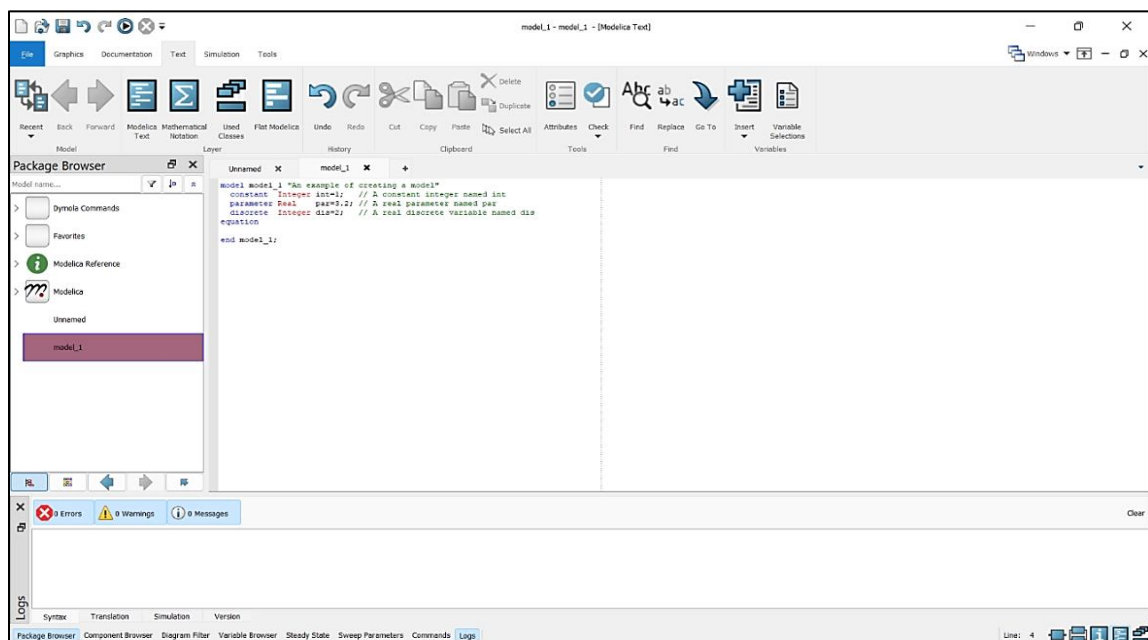 model_1 - model_1 - [Modelica Text]
File Graphics Documentation Text Simulation Tools
Windows
Delete
Duplicate
Select All
Recent Back Forward Modelica Text Mathematical Notation Used Classes Flat Modelica Undo Redo Cut Copy Paste Attributes Check Find Replace Go To Insert Variable Selections
Model Layer History Clipboard Tools Find Variables
Package Browser
Unnamed model_1
Model name...
model model_1 "An example of creating a model"
constant Integer int=1; // A constant integer named int
parameter Real par=3.2; // A real parameter named par
discrete Integer dis=2; // A real discrete variable named dis
equation
end model_1;
Dymola Commands
Favorites
Modelica Reference
Modelica
Unnamed
model_1
0 Errors 0 Warnings 0 Messages
Clear
Logs
Syntax Translation Simulation Version
Package Browser Component Browser Diagram Filter Variable Browser Steady State Sweep Parameters Commands Logs
Line: 4